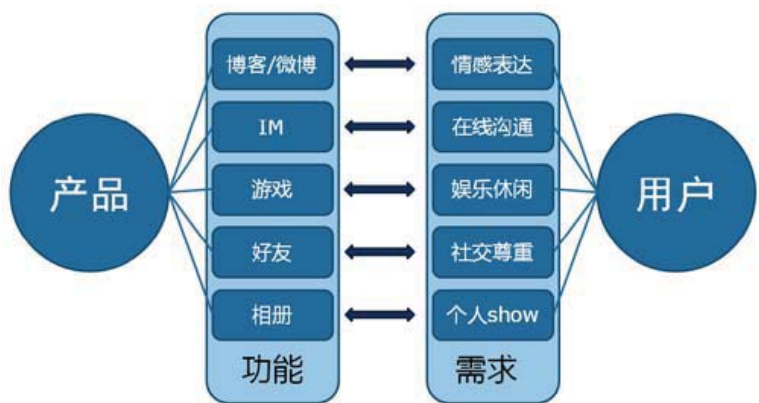 产品
博客/微博
IM
游戏
好友
相册
功能
情感表达
在线沟通
娱乐休闲
社交尊重
个人show
需求
用户